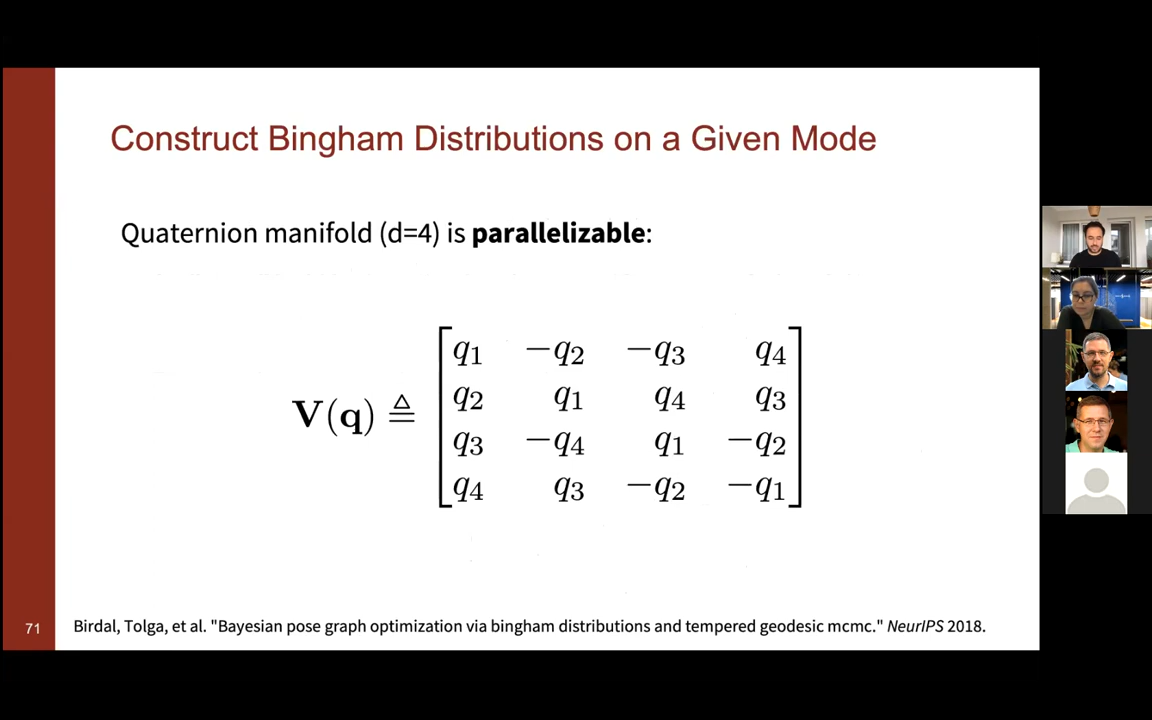 Construct Bingham Distributions on a Given Mode
Quaternion manifold (d=4) is parallelizable:
V(q) ≜
q1 −q2 −q3 q4
q2 q1 q4 q3
q3 −q4 q1 −q2
q4 q3 −q2 −q1
71 Birdal, Tolga, et al. "Bayesian pose graph optimization via bingham distributions and tempered geodesic mcmc." NeurIPS 2018.